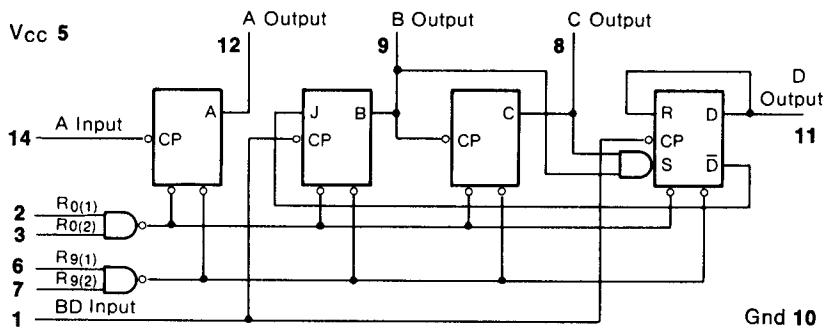 A Output
B Output
C Output
Vcc 5
12
9
8
D
Output
11
A
J
B
C
R
D
14
A Input
CP
CP
CP
CP
S
D̅
2
R0(1)
3
R0(2)
6
R9(1)
7
R9(2)
1
BD Input
Gnd 10